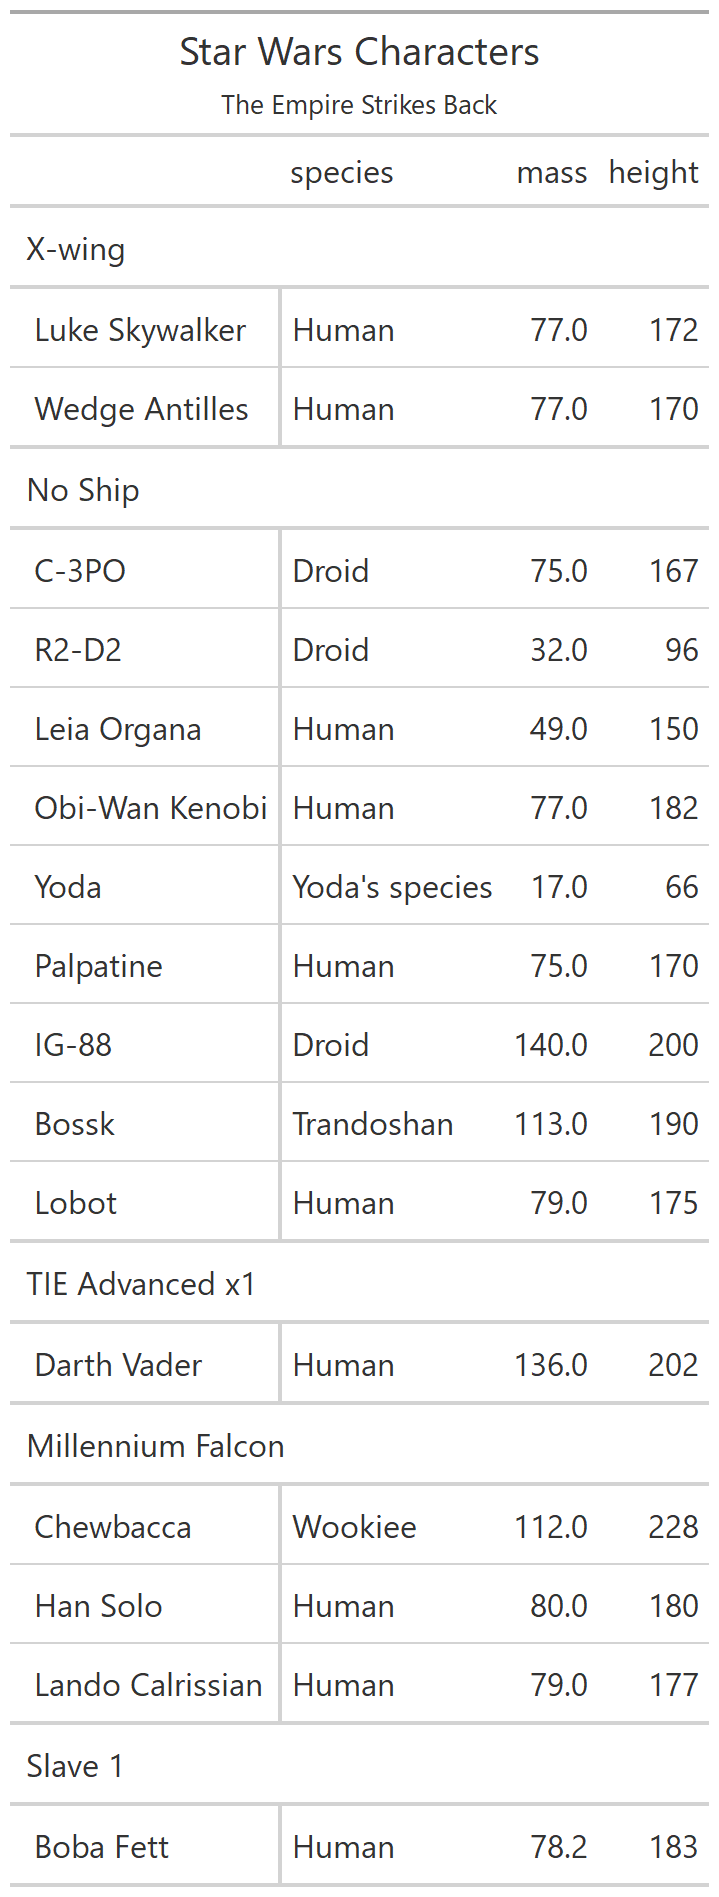 Star Wars Characters
The Empire Strikes Back
species mass height
X-wing
Luke Skywalker Human 77.0 172
Wedge Antilles Human 77.0 170
No Ship
C-3PO Droid 75.0 167
R2-D2 Droid 32.0 96
Leia Organa Human 49.0 150
Obi-Wan Kenobi Human 77.0 182
Yoda Yoda's species 17.0 66
Palpatine Human 75.0 170
IG-88 Droid 140.0 200
Bossk Trandoshan 113.0 190
Lobot Human 79.0 175
TIE Advanced x1
Darth Vader Human 136.0 202
Millennium Falcon
Chewbacca Wookiee 112.0 228
Han Solo Human 80.0 180
Lando Calrissian Human 79.0 177
Slave 1
Boba Fett Human 78.2 183